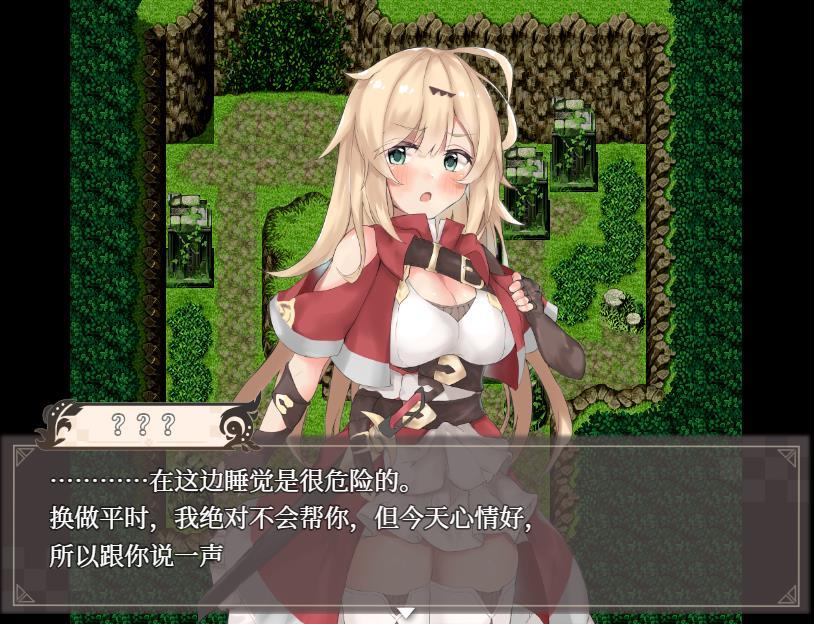 ？？？
…………在这边睡觉是很危险的。
换做平时，我绝对不会帮你，但今天心情好，
所以跟你说一声